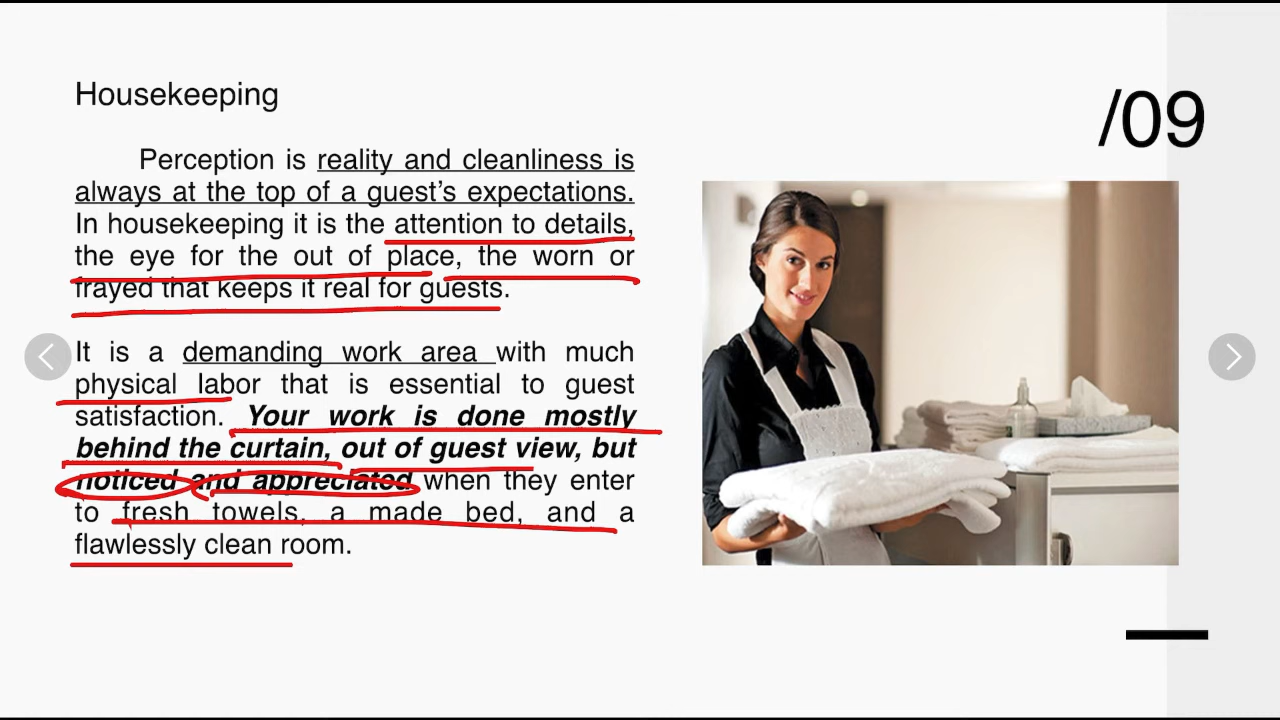 Housekeeping
/09
Perception is reality and cleanliness is
always at the top of a guest's expectations.
In housekeeping it is the attention to details,
the eye for the out of place, the worn or
frayed that keeps it real for guests.
It is a demanding work area with much
physical labor that is essential to guest
satisfaction. Your work is done mostly
behind the curtain, out of guest view, but
noticed and appreciated when they enter
to fresh towels, a made bed, and a
flawlessly clean room.